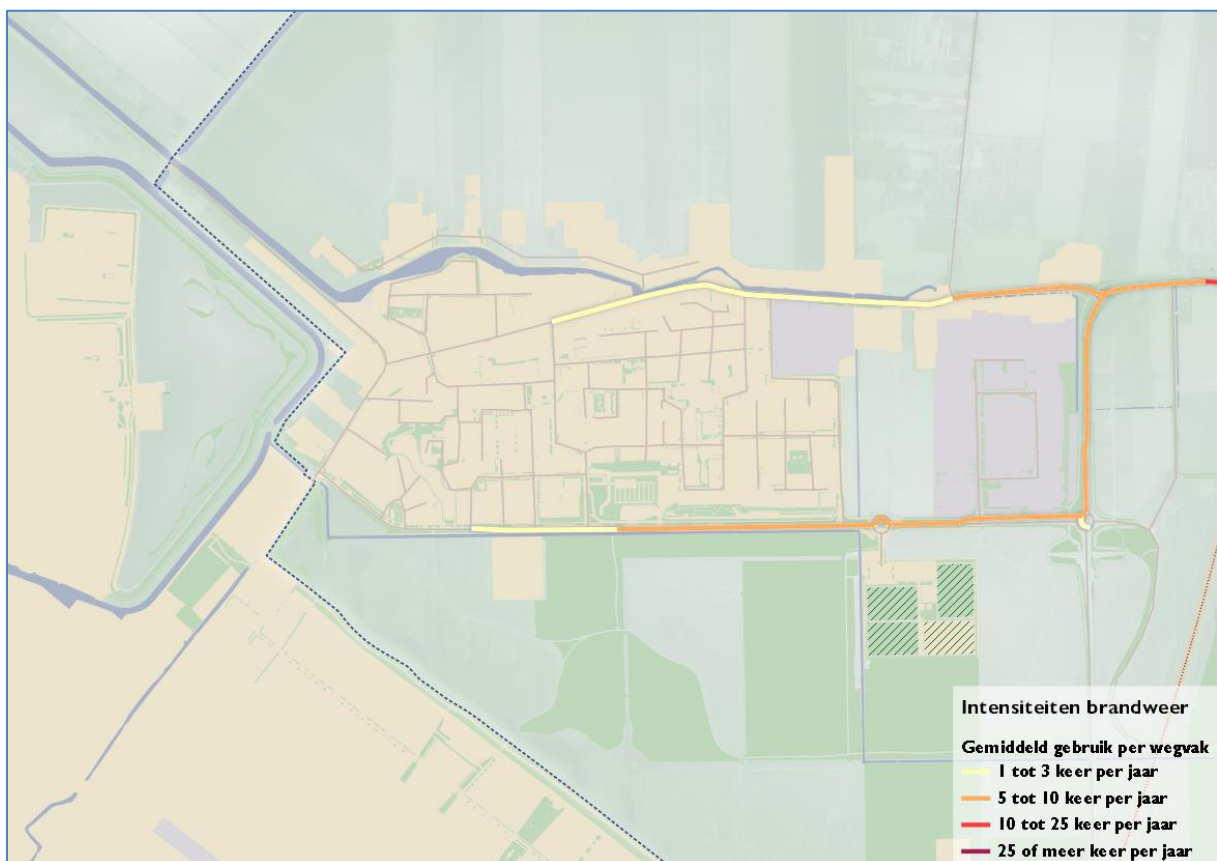 Intensiteiten brandweer
Gemiddeld gebruik per wegvak
1 tot 3 keer per jaar
5 tot 10 keer per jaar
10 tot 25 keer per jaar
25 of meer keer per jaar